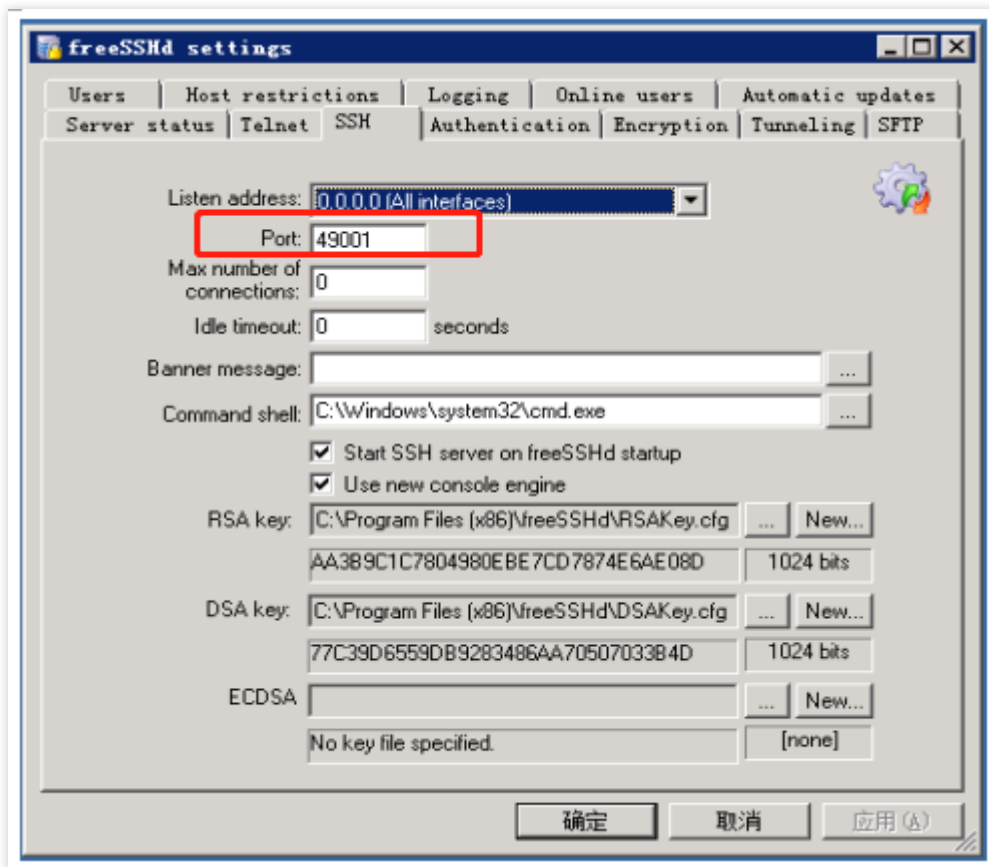 freeSSHd settings
Users Host restrictions Logging Online users Automatic updates
Server status Telnet SSH Authentication Encryption Tunneling SFTP
Listen address: 0.0.0.0 (All interfaces)
Port: 49001
Max number of
connections: 0
Idle timeout: 0 seconds
Banner message: ...
Command shell: C:\Windows\system32\cmd.exe ...
Start SSH server on freeSSHd startup
Use new console engine
RSA key: C:\Program Files (x86)\freeSSHd\RSAKey.cfg ... New...
AA3B9C1C7804980EBE7CD7874E6AE08D 1024 bits
DSA key: C:\Program Files (x86)\freeSSHd\DSAKey.cfg ... New...
77C39D6559DB9283486AA70507033B4D 1024 bits
ECDSA ... New...
No key file specified. [none]
确定 取消 应用(A)